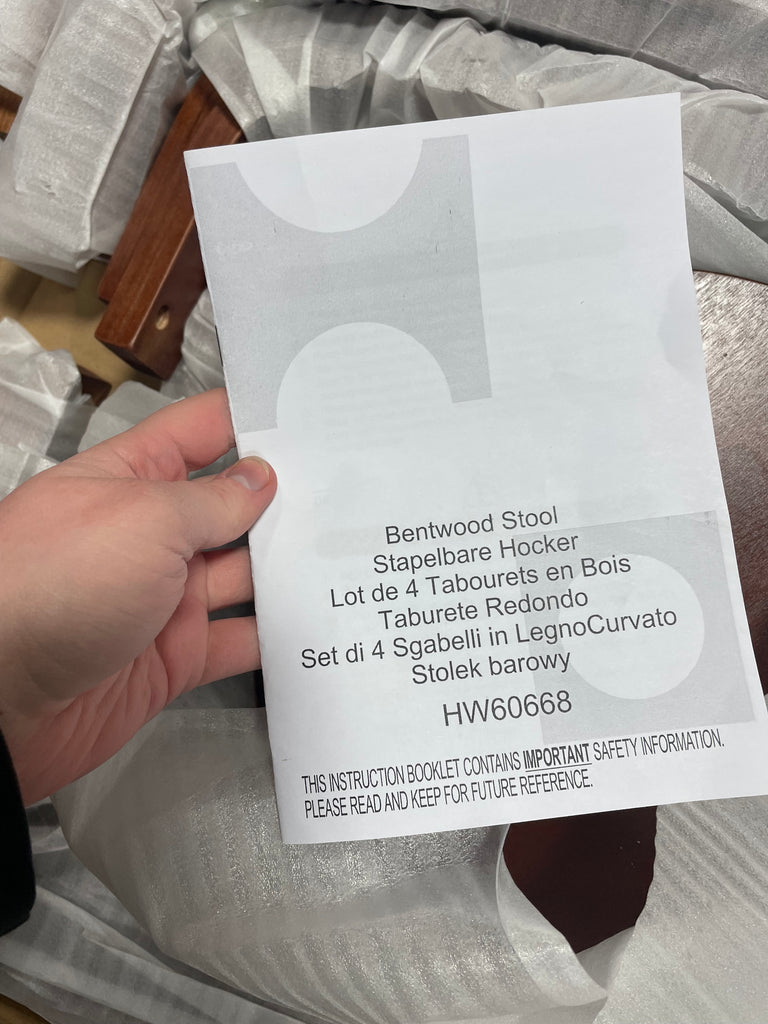 Bentwood Stool
Stapelbare Hocker
Lot de 4 Tabourets en Bois
Taburete Redondo
Set di 4 Sgabelli in LegnoCurvato
Stolek barowy
HW60668
THIS INSTRUCTION BOOKLET CONTAINS IMPORTANT SAFETY INFORMATION.
PLEASE READ AND KEEP FOR FUTURE REFERENCE.